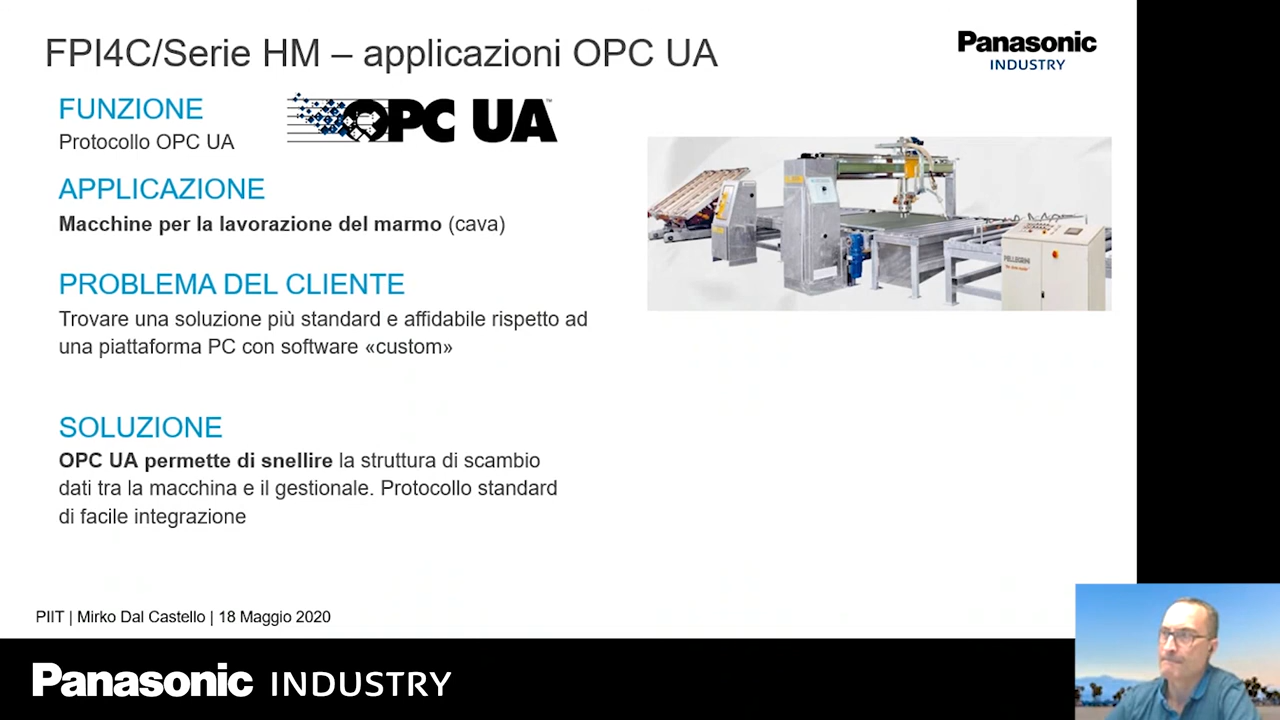 FPI4C/Serie HM – applicazioni OPC UA
Panasonic
INDUSTRY
FUNZIONE
OPC UA™
Protocollo OPC UA
APPLICAZIONE
Macchine per la lavorazione del marmo (cava)
PROBLEMA DEL CLIENTE
Trovare una soluzione più standard e affidabile rispetto ad
una piattaforma PC con software «custom»
PELLEGRINI
SOLUZIONE
OPC UA permette di snellire la struttura di scambio
dati tra la macchina e il gestionale. Protocollo standard
di facile integrazione
PIIT | Mirko Dal Castello | 18 Maggio 2020
Panasonic INDUSTRY